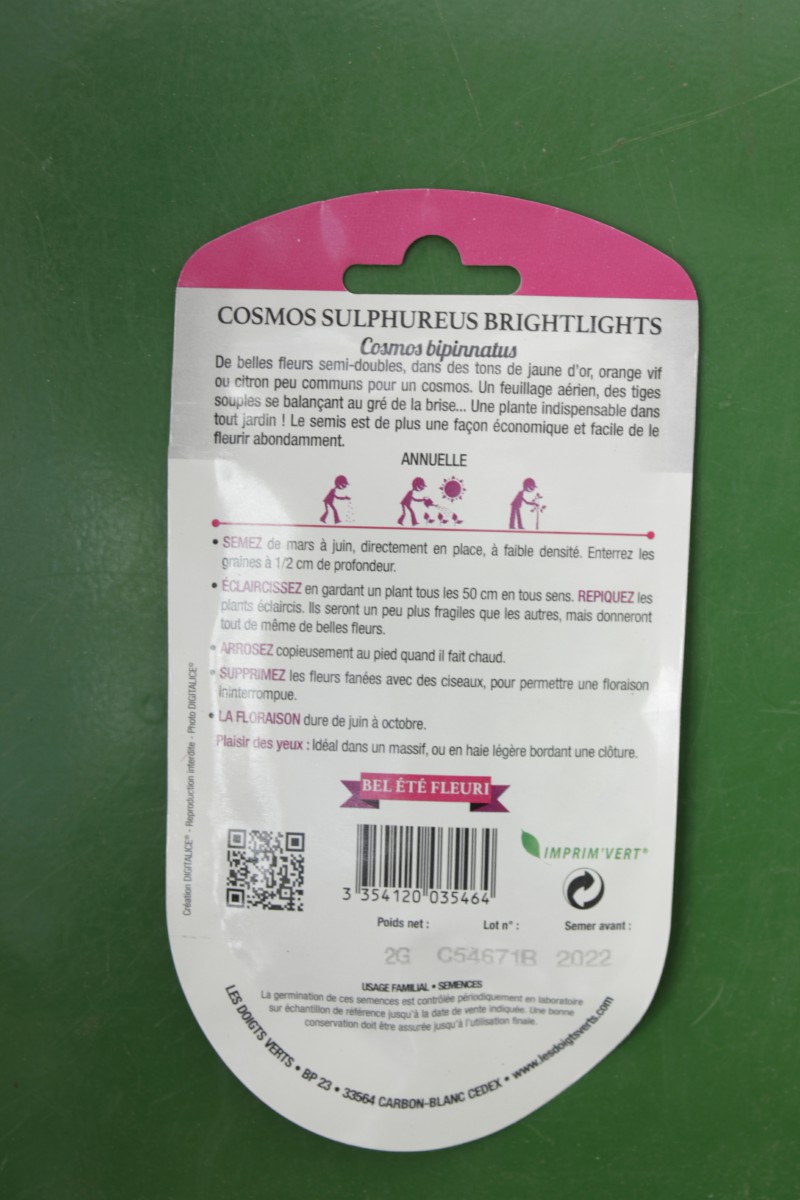 COSMOS SULPHUREUS BRIGHTLIGHTS
Cosmos bipinnatus
De belles fleurs semi-doubles, dans des tons de jaune d'or, orange vif
ou citron peu communs pour un cosmos. Un feuillage aérien, des tiges
souples se balançant au gré de la brise... Une plante indispensable dans
tout jardin ! Le semis est de plus une façon économique et facile de le
fleurir abondamment.
ANNUELLE
• SEMEZ de mars à juin, directement en place, à faible densité. Enterrez les
graines à 1/2 cm de profondeur.
• ÉCLAIRCISSEZ en gardant un plant tous les 50 cm en tous sens. REPIQUEZ les
plants éclaircis. Ils seront un peu plus fragiles que les autres, mais donneront
tout de même de belles fleurs.
• ARROSEZ copieusement au pied quand il fait chaud.
• SUPPRIMEZ les fleurs fanées avec des ciseaux, pour permettre une floraison
ininterrompue.
• LA FLORAISON dure de juin à octobre.
Plaisir des yeux : Idéal dans un massif, ou en haie légère bordant une clôture.
Création DIGITALICE® - Reproduction interdite - Photo DIGITALICE®
BEL ÉTÉ FLEURI
IMPRIM'VERT®
3 354120 035464
Poids net : Lot n° : Semer avant :
2G C54671B 2022
USAGE FAMILIAL • SEMENCES
La germination de ces semences est contrôlée périodiquement en laboratoire
sur échantillon de référence jusqu'à la date de vente indiquée. Une bonne
conservation doit être assurée jusqu'à l'utilisation finale.
LES DOIGTS VERTS • BP 23 • 33564 CARBON-BLANC CEDEX • www.lesdoigtsverts.com